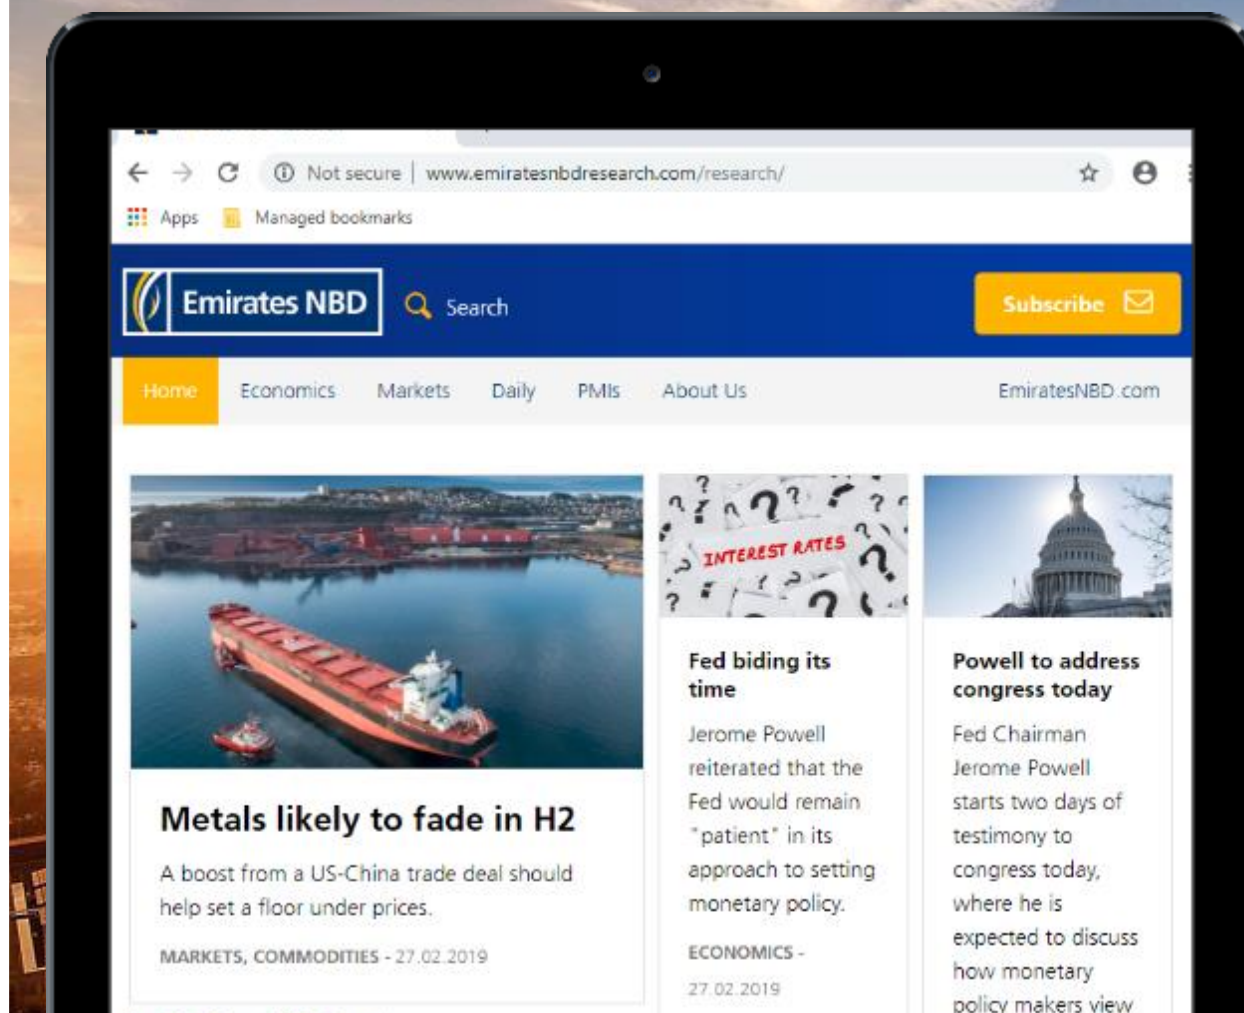 Not secure | www.emiratesnbdresearch.com/research/
Apps Managed bookmarks
Emirates NBD Search Subscribe
Home Economics Markets Daily PMIs About Us EmiratesNBD.com
INTEREST RATES
Metals likely to fade in H2
A boost from a US-China trade deal should
help set a floor under prices.
MARKETS, COMMODITIES - 27.02.2019
Fed biding its
time
Jerome Powell
reiterated that the
Fed would remain
"patient" in its
approach to setting
monetary policy.
ECONOMICS -
27.02.2019
Powell to address
congress today
Fed Chairman
Jerome Powell
starts two days of
testimony to
congress today,
where he is
expected to discuss
how monetary
policy makers view